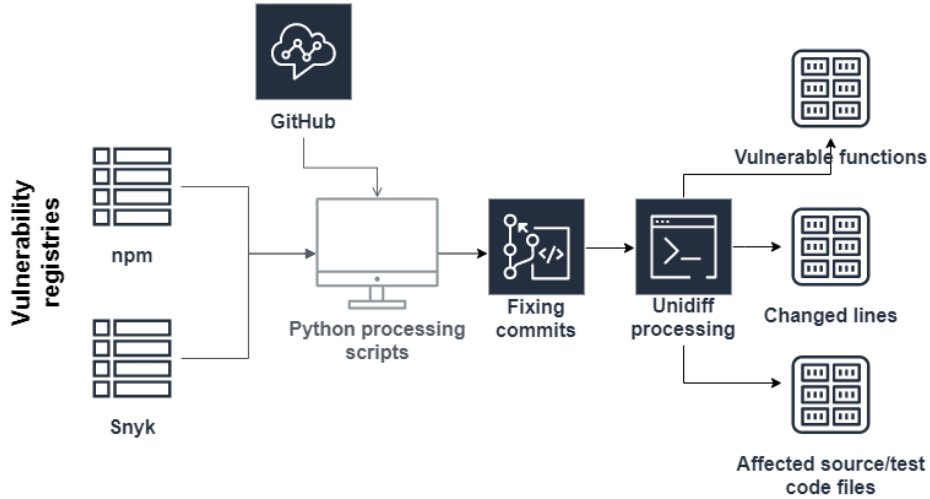 GitHub
Vulnerability
registries
npm
Snyk
Python processing
scripts
Fixing
commits
Unidiff
processing
Vulnerable functions
Changed lines
Affected source/test
code files